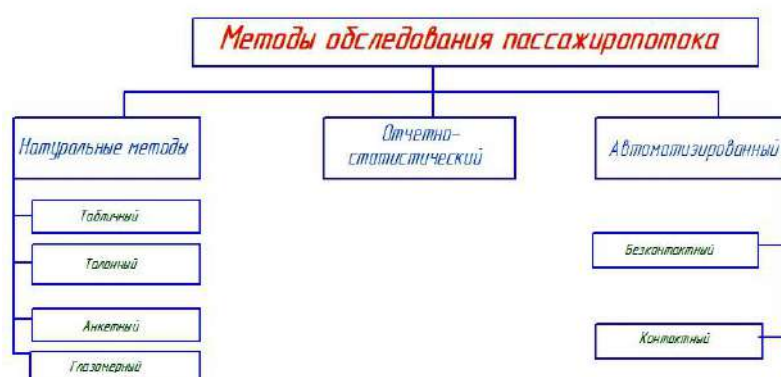 Методы обследования пассажиропотока
Натуральные методы
Отчетно-
статистический
Автоматизированный
Табличный
Талонный
Анкетный
Глазомерный
Безконтактный
Контактный